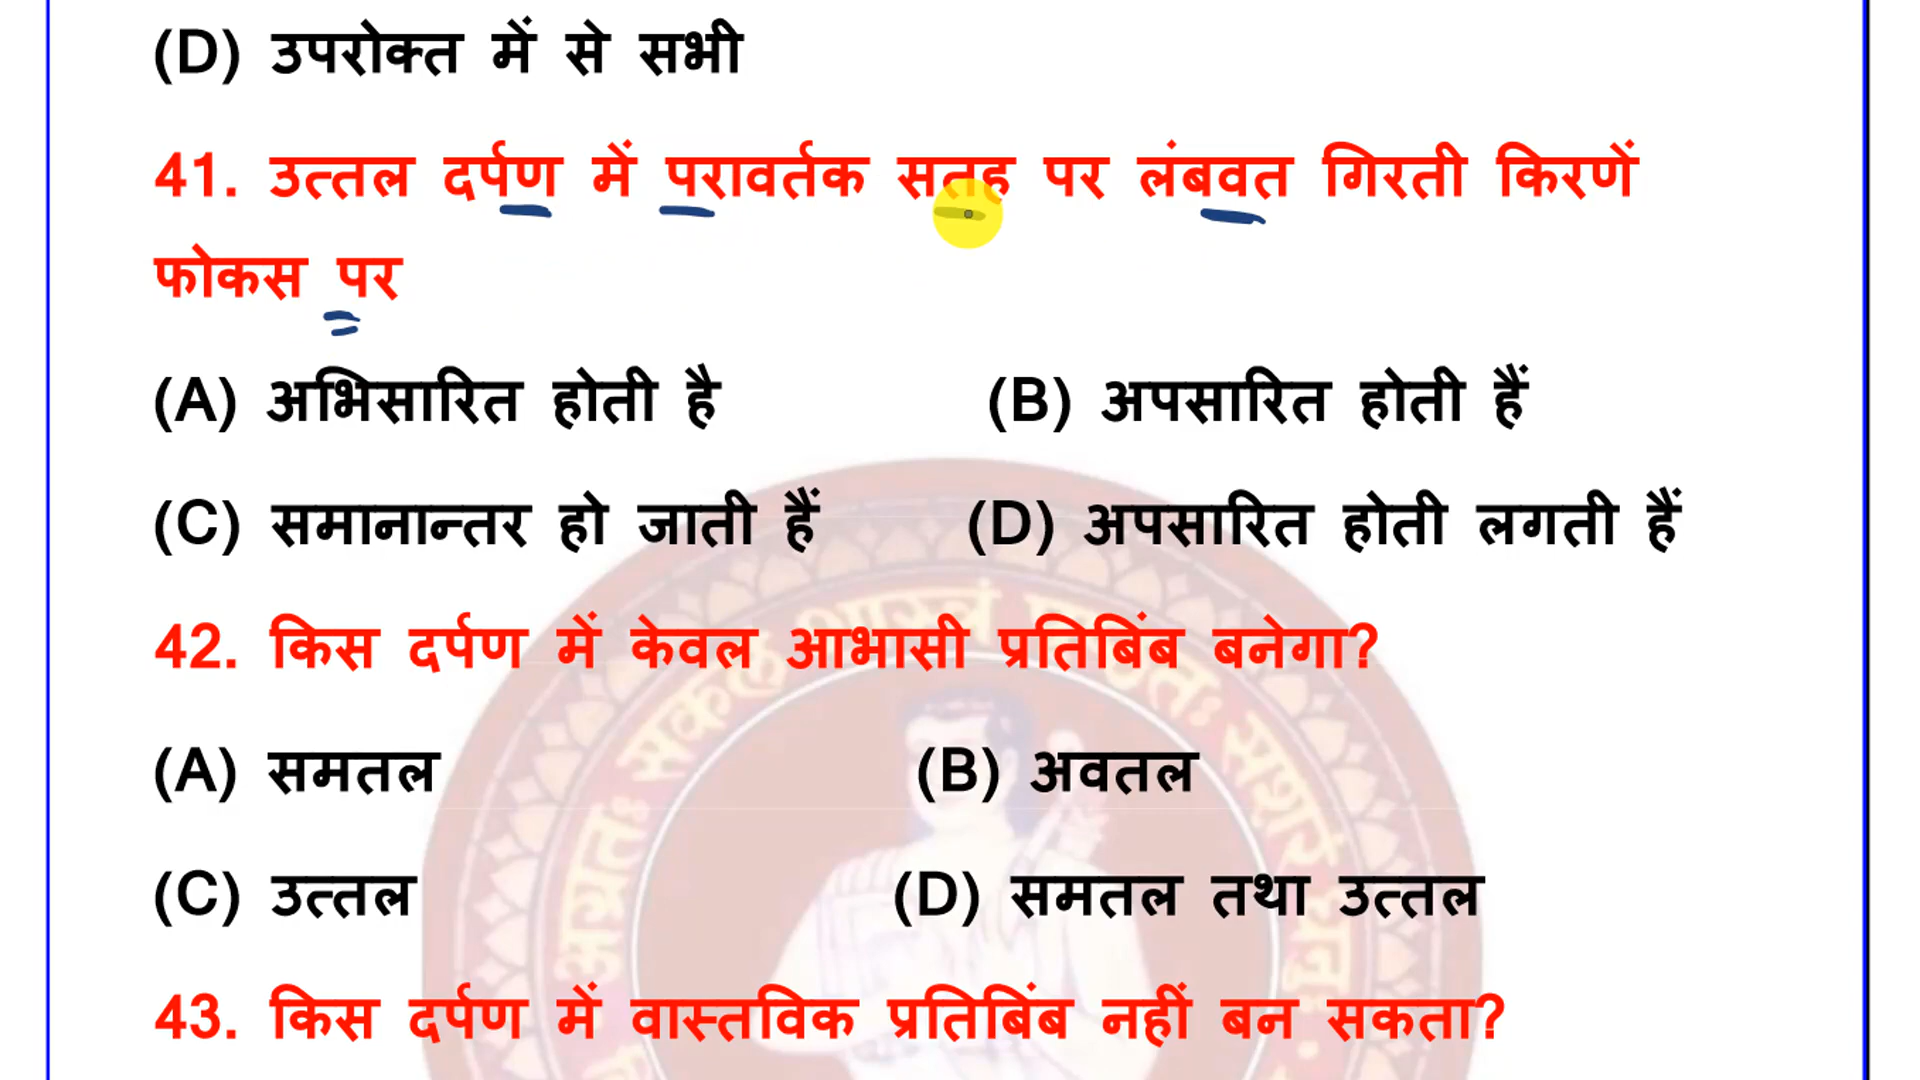 (D) उपरोक्त में से सभी
41. उत्तल दर्पण में परावर्तक सतह पर लंबवत गिरती किरणें
फोकस पर
(A) अभिसारित होती है (B) अपसारित होती हैं
(C) समानान्तर हो जाती हैं (D) अपसारित होती लगती हैं
42. किस दर्पण में केवल आभासी प्रतिबिंब बनेगा?
(A) समतल (B) अवतल
(C) उत्तल (D) समतल तथा उत्तल
43. किस दर्पण में वास्तविक प्रतिबिंब नहीं बन सकता?